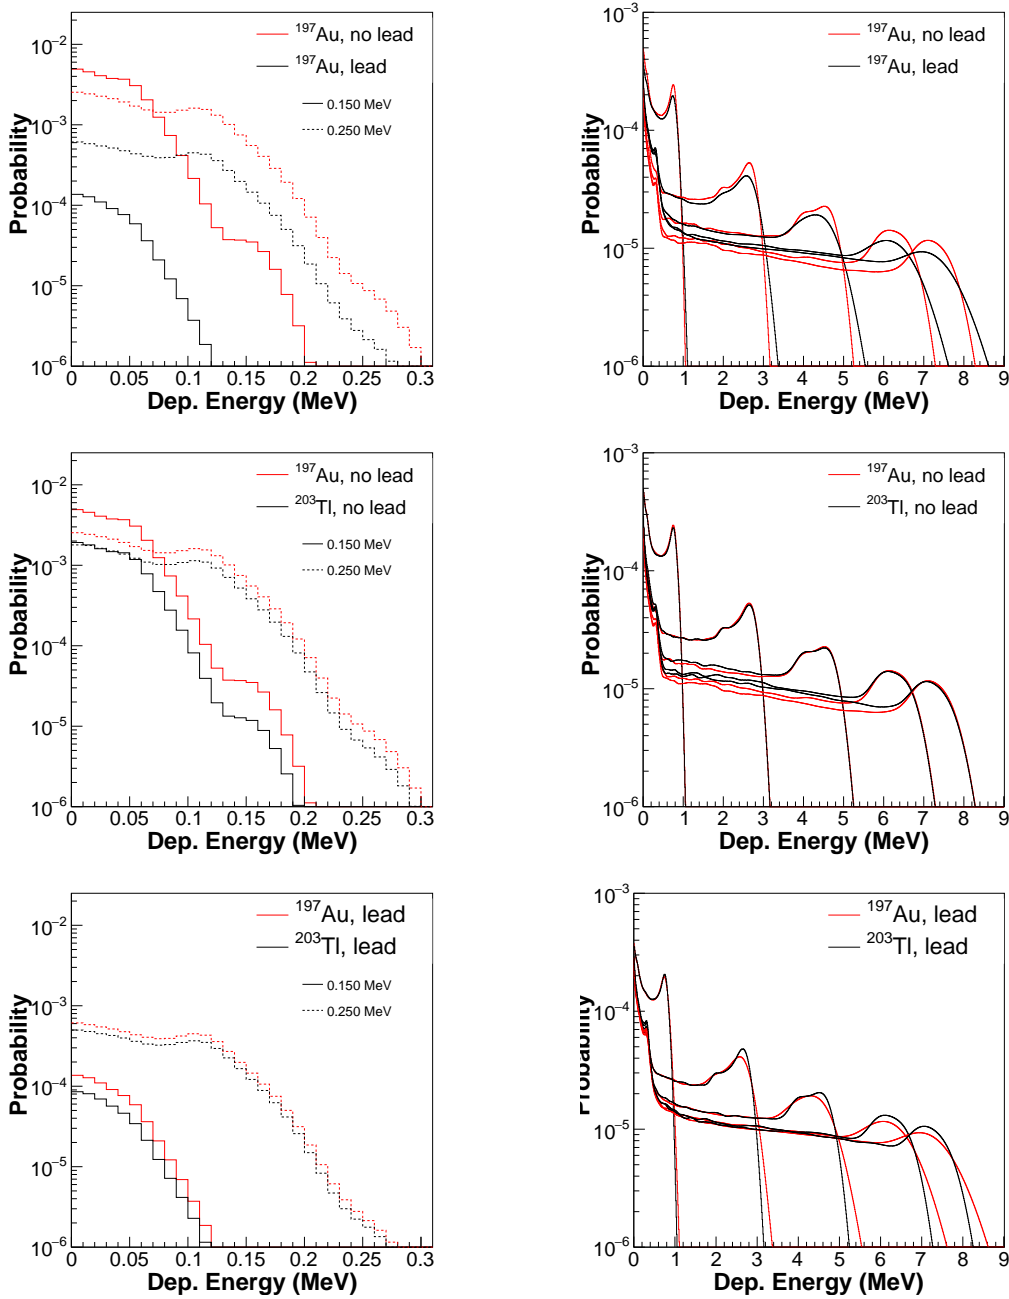 10⁻²
10⁻³
10⁻⁴
10⁻⁵
10⁻⁶
Probability
¹⁹⁷Au, no lead
¹⁹⁷Au, lead
0.150 MeV
0.250 MeV
0 0.05 0.1 0.15 0.2 0.25 0.3
Dep. Energy (MeV)
10⁻³
10⁻⁴
10⁻⁵
10⁻⁶
Probability
¹⁹⁷Au, no lead
¹⁹⁷Au, lead
0 1 2 3 4 5 6 7 8 9
Dep. Energy (MeV)
10⁻²
10⁻³
10⁻⁴
10⁻⁵
10⁻⁶
Probability
¹⁹⁷Au, no lead
²⁰³Tl, no lead
0.150 MeV
0.250 MeV
0 0.05 0.1 0.15 0.2 0.25 0.3
Dep. Energy (MeV)
10⁻³
10⁻⁴
10⁻⁵
10⁻⁶
Probability
¹⁹⁷Au, no lead
²⁰³Tl, no lead
0 1 2 3 4 5 6 7 8 9
Dep. Energy (MeV)
10⁻²
10⁻³
10⁻⁴
10⁻⁵
10⁻⁶
Probability
¹⁹⁷Au, lead
²⁰³Tl, lead
0.150 MeV
0.250 MeV
0 0.05 0.1 0.15 0.2 0.25 0.3
Dep. Energy (MeV)
10⁻³
10⁻⁴
10⁻⁵
10⁻⁶
Probability
¹⁹⁷Au, lead
²⁰³Tl, lead
0 1 2 3 4 5 6 7 8 9
Dep. Energy (MeV)